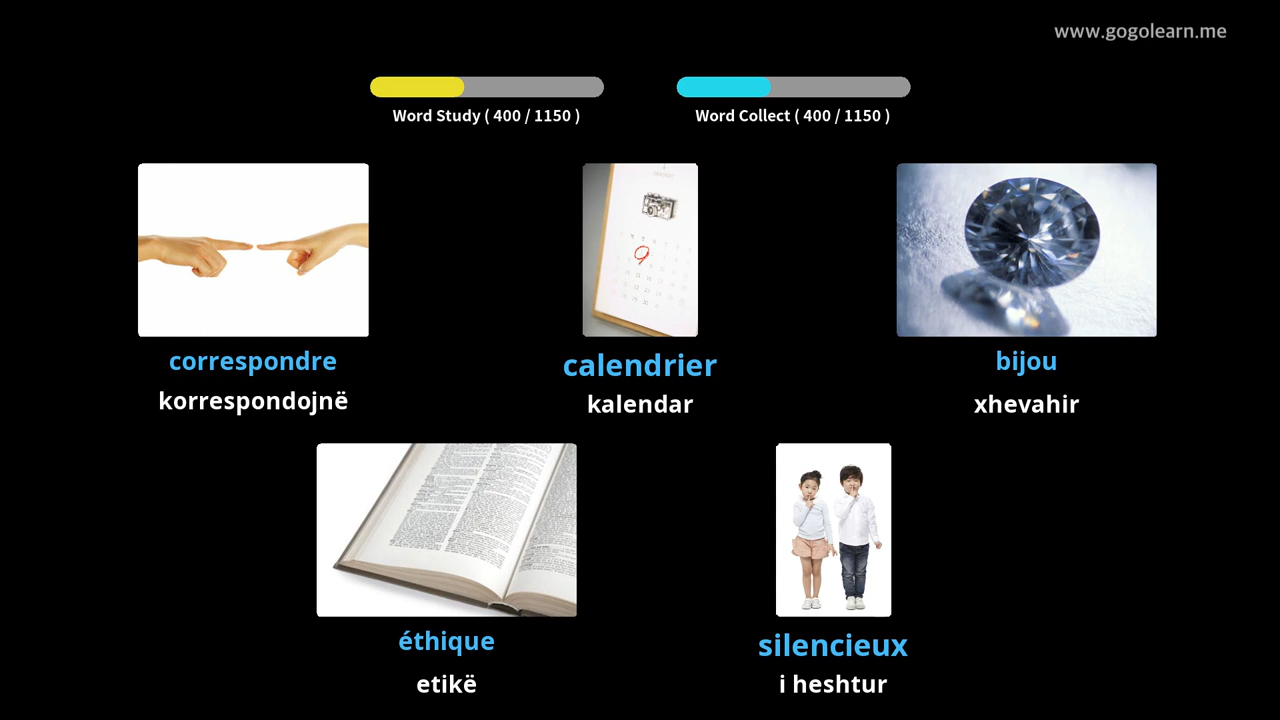 www.gogolearn.me
Word Study ( 400 / 1150 )
Word Collect ( 400 / 1150 )
correspondre
korrespondojnë
calendrier
kalendar
bijou
xhevahir
éthique
etikë
silencieux
i heshtur